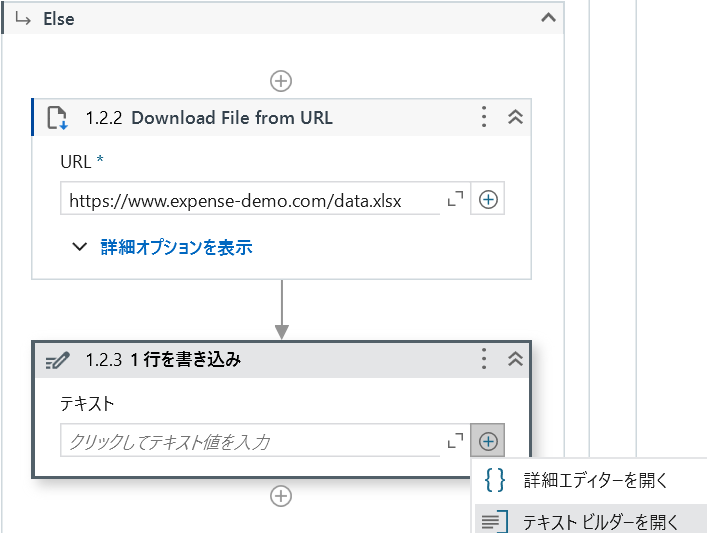 Else
1.2.2 Download File from URL
URL *
https://www.expense-demo.com/data.xlsx
詳細オプションを表示
1.2.3 1 行を書き込み
テキスト
クリックしてテキスト値を入力
詳細エディターを開く
テキスト ビルダーを開く